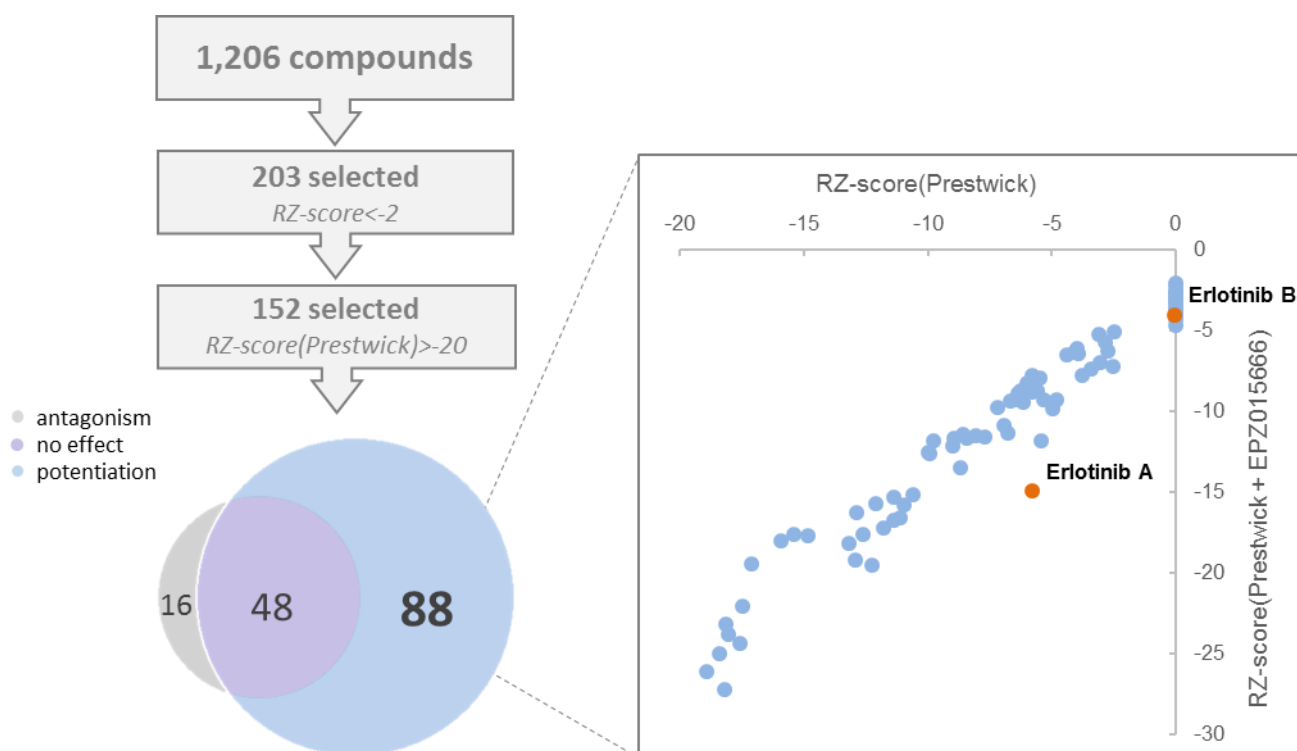 1,206 compounds
203 selected
RZ-score<-2
152 selected
RZ-score(Prestwick)>-20
antagonism
no effect
potentiation
16
48
88
RZ-score(Prestwick)
-20 -15 -10 -5 0
0
-5
-10
-15
-20
-25
-30
Erlotinib B
Erlotinib A
RZ-score(Prestwick + EPZ015666)